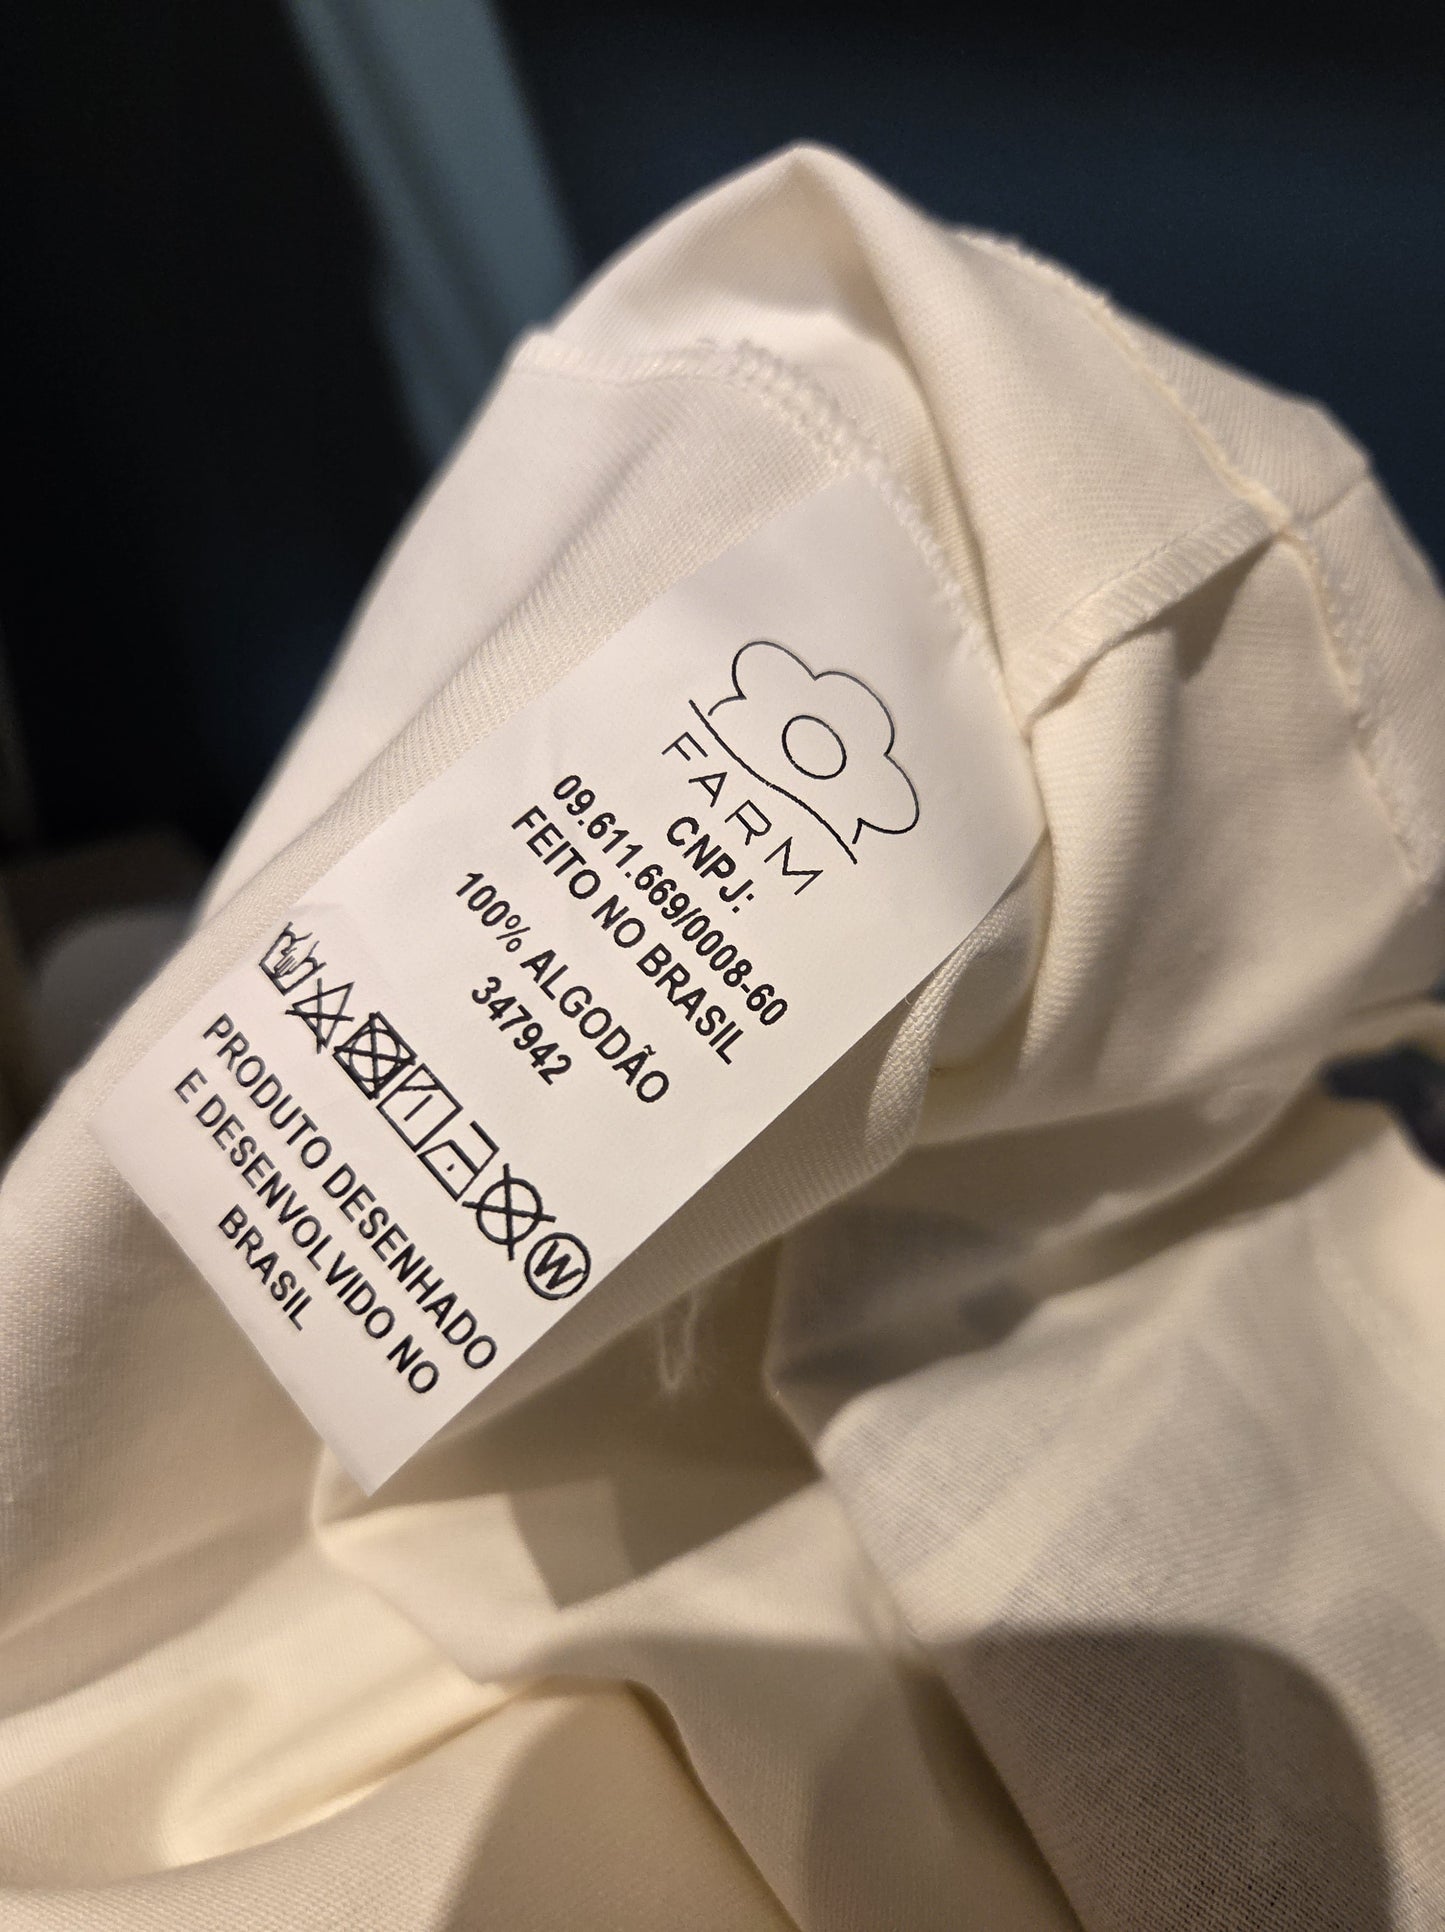 FARM
CNPJ:
09.611.669/0008-60
FEITO NO BRASIL
100% ALGODÃO
347942
W
PRODUTO DESENHADO
E DESENVOLVIDO NO
BRASIL